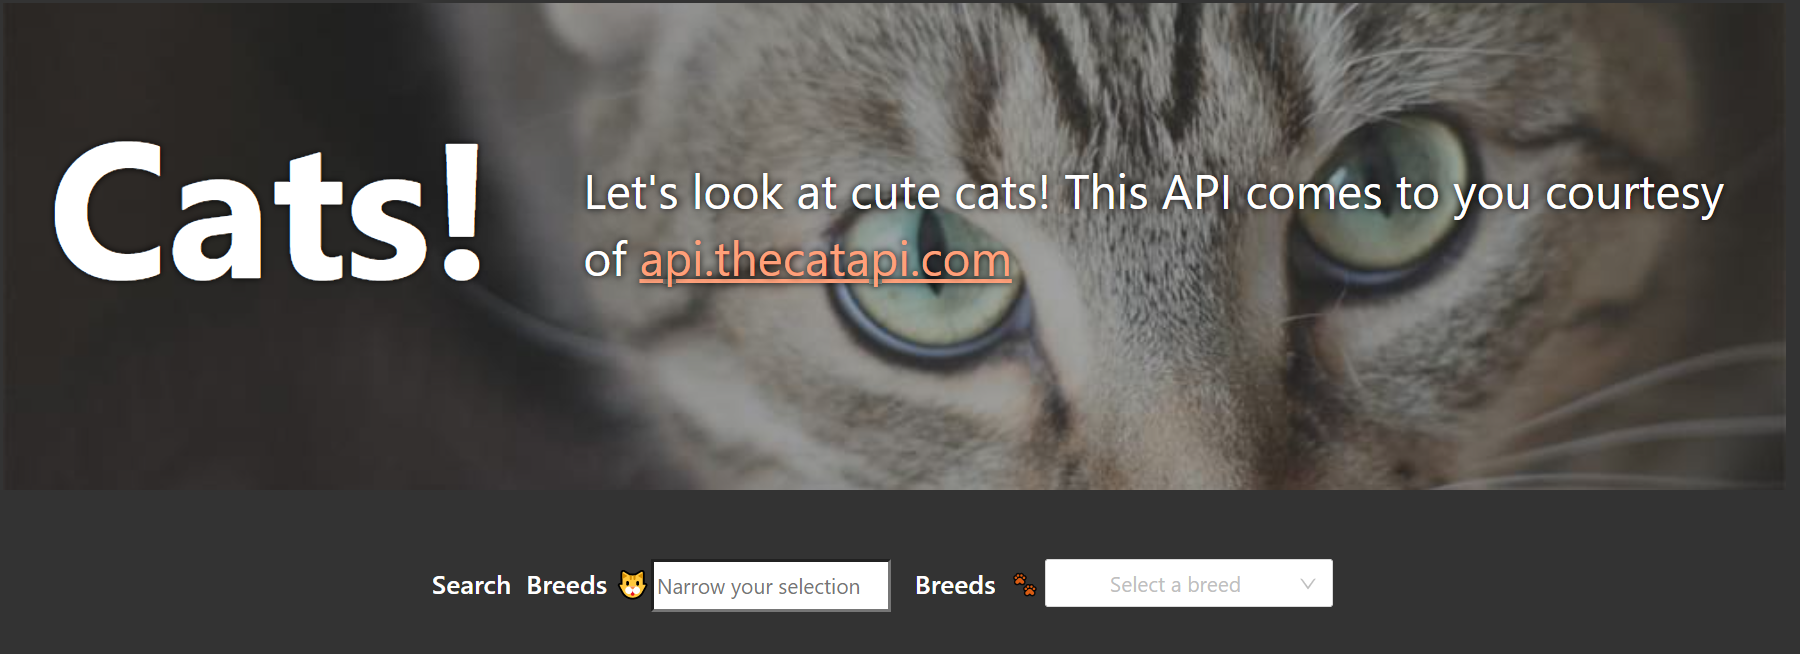 Cats!
Let's look at cute cats! This API comes to you courtesy
of api.thecatapi.com
Search Breeds 🐱 Narrow your selection Breeds 🐾 Select a breed